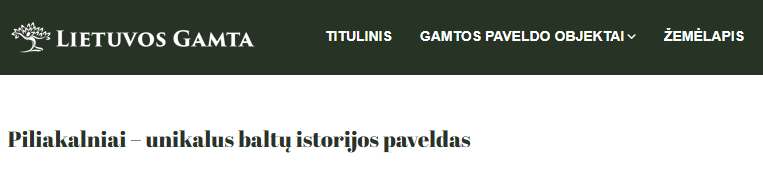 LIETUVOS GAMTA
TITULINIS GAMTOS PAVELDO OBJEKTAI ŽEMĖLAPIS
Piliakalniai – unikalus baltų istorijos paveldas